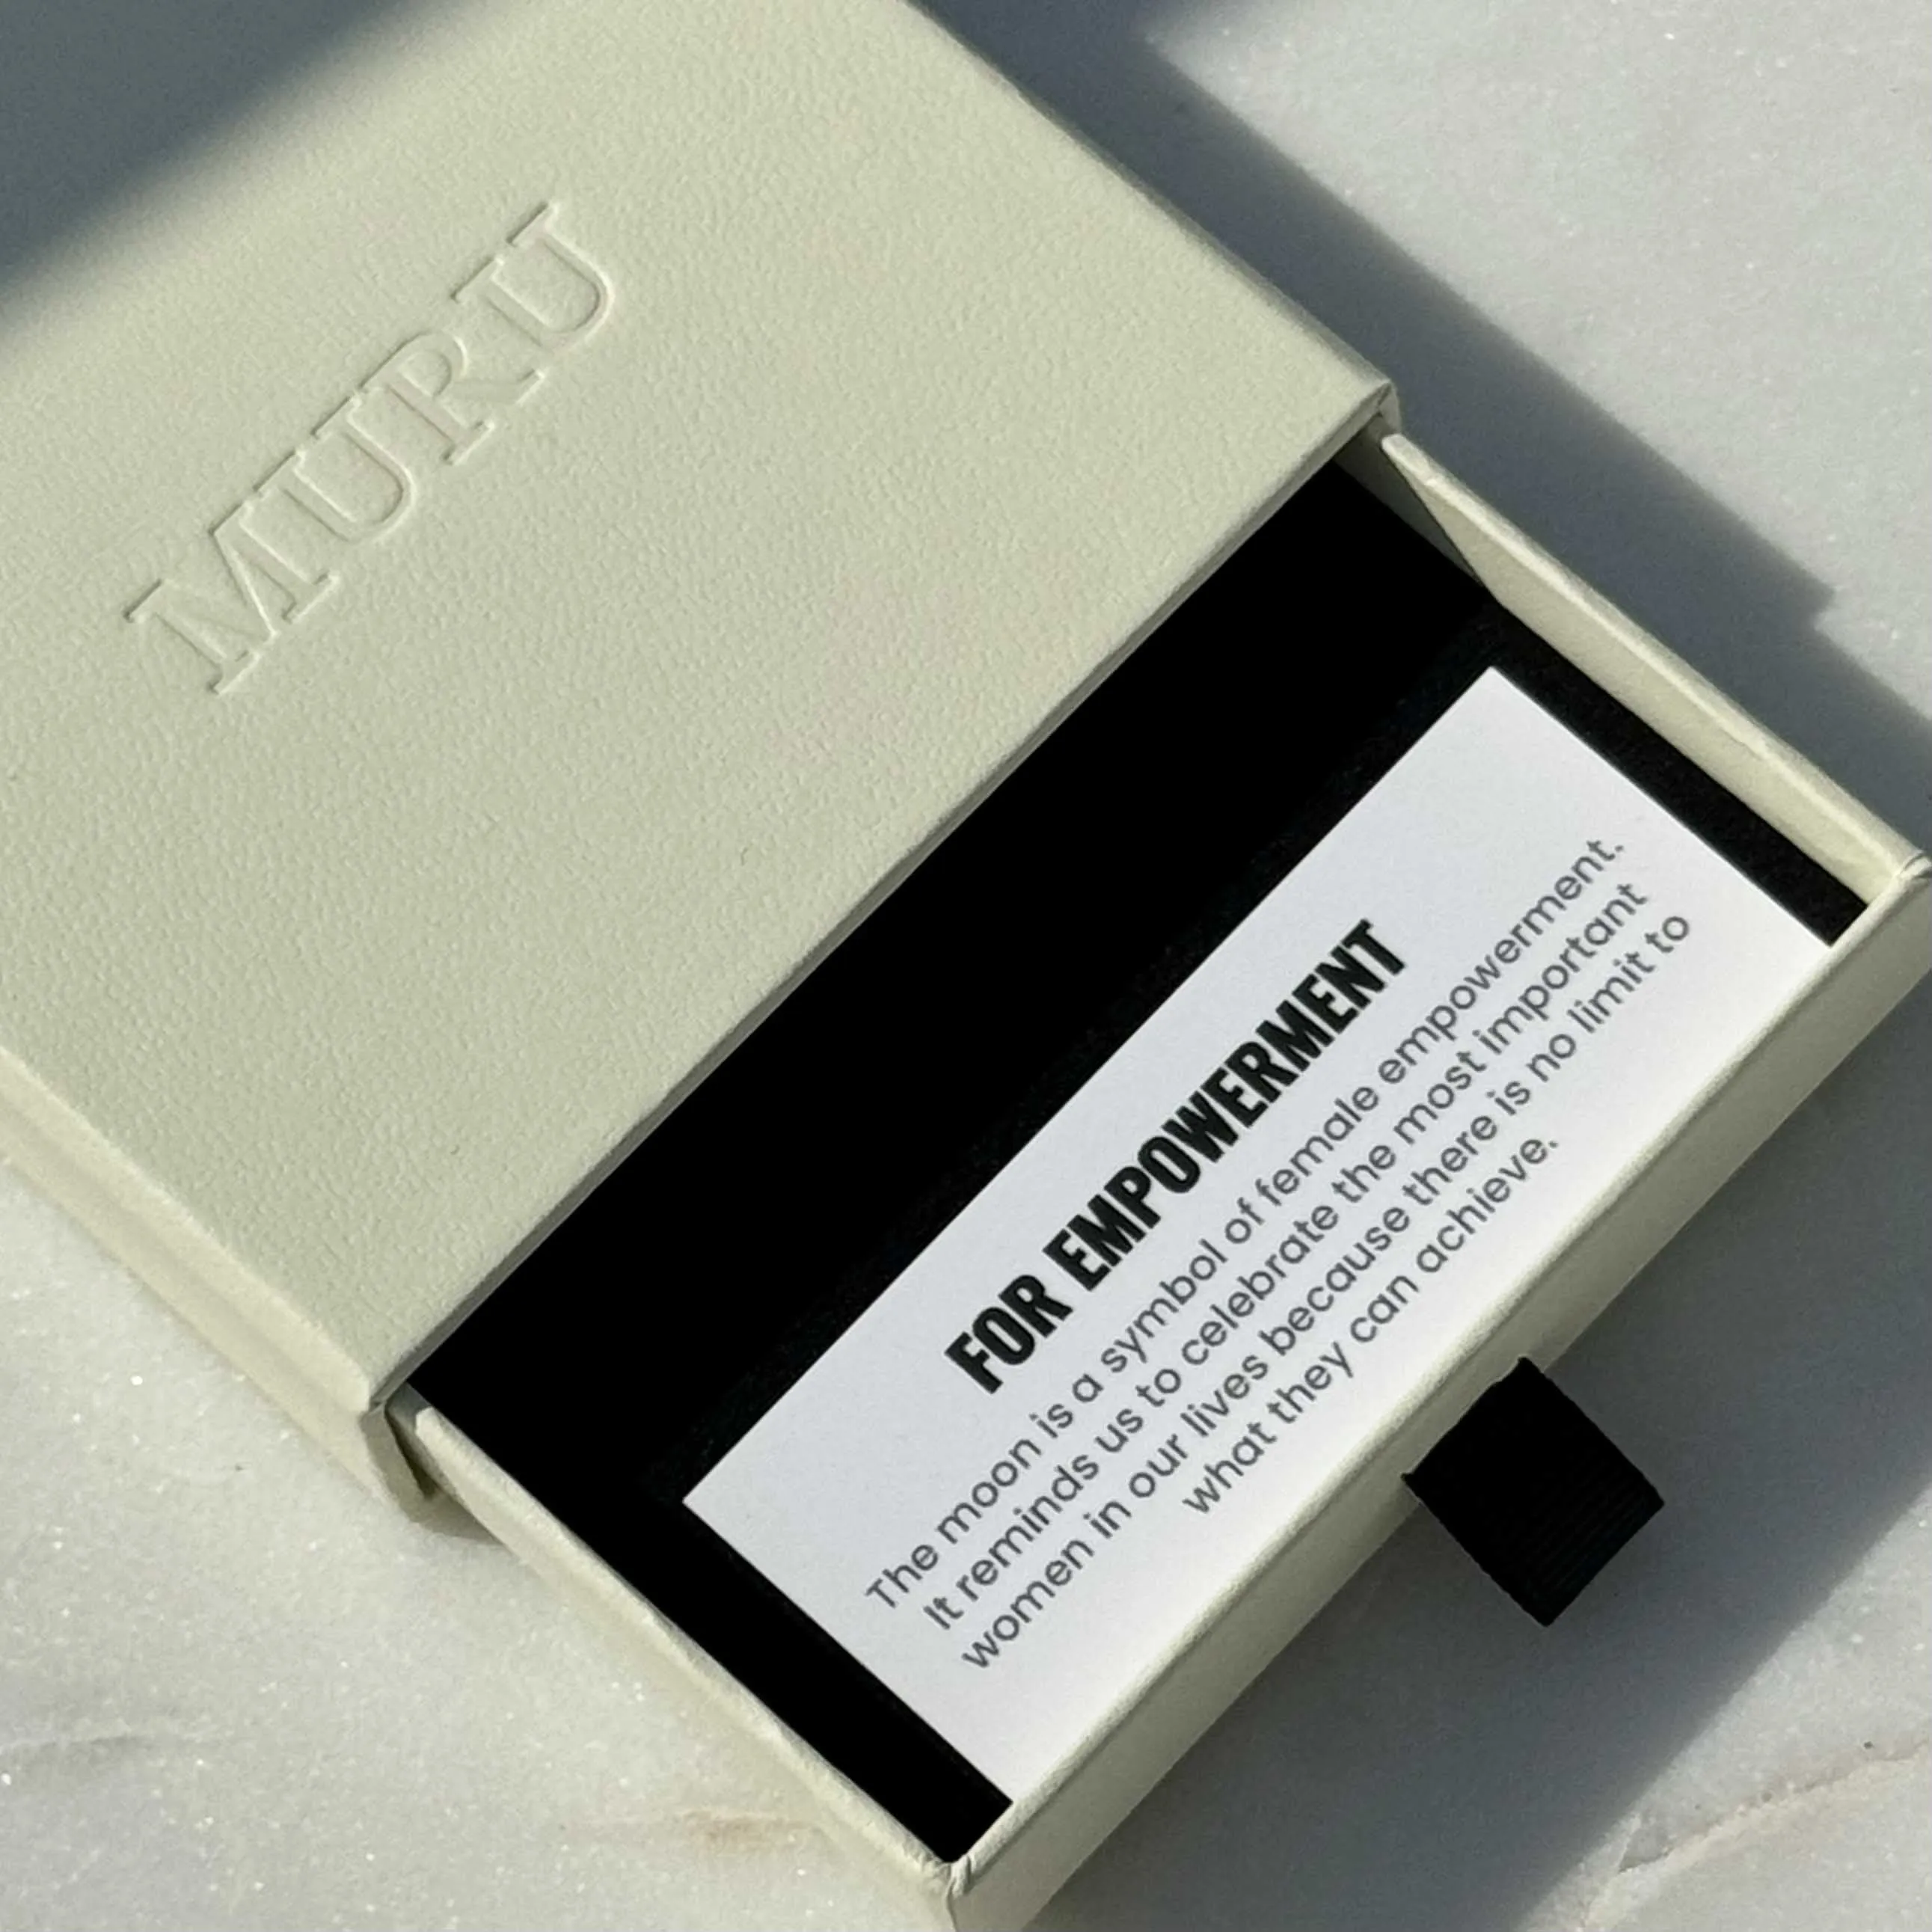 MURU
FOR EMPOWERMENT
The moon is a symbol of female empowerment.
It reminds us to celebrate the most important
women in our lives because there is no limit to
what they can achieve.